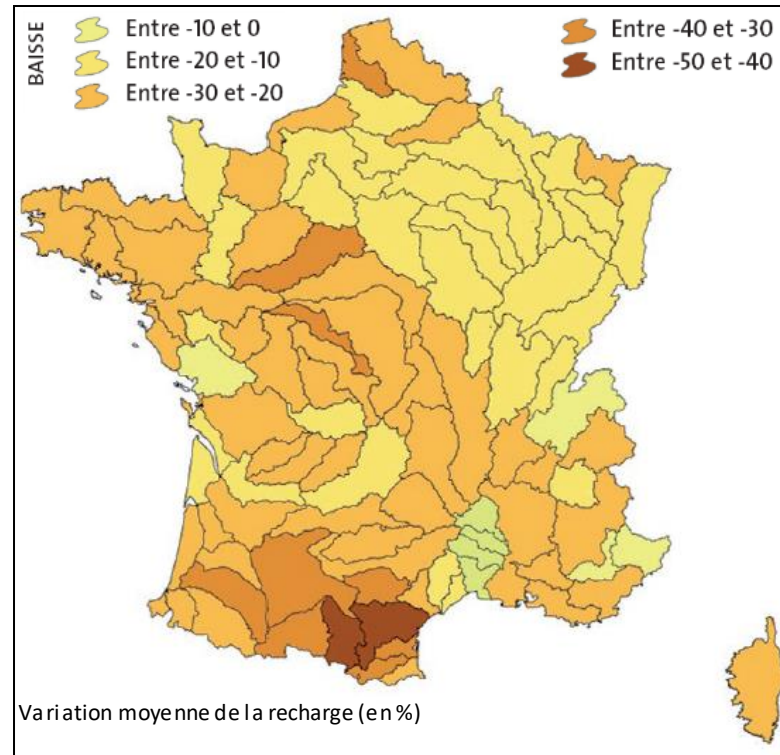 BAISSE
Entre -10 et 0
Entre -20 et -10
Entre -30 et -20
Entre -40 et -30
Entre -50 et -40
Variation moyenne de la recharge (en %)